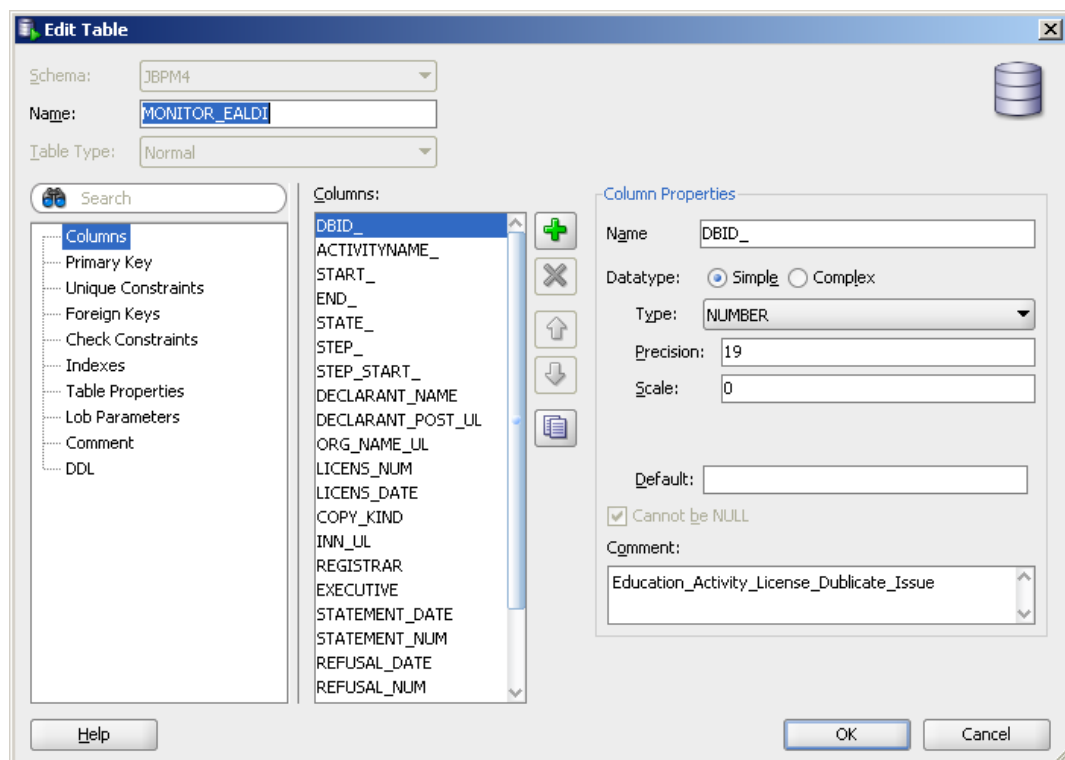 Edit Table
Schema: JBPM4
Name: MONITOR_EALDI
Table Type: Normal
Search
Columns
Primary Key
Unique Constraints
Foreign Keys
Check Constraints
Indexes
Table Properties
Lob Parameters
Comment
DDL
Columns:
DBID_
ACTIVITYNAME_
START_
END_
STATE_
STEP_
STEP_START_
DECLARANT_NAME
DECLARANT_POST_UL
ORG_NAME_UL
LICENS_NUM
LICENS_DATE
COPY_KIND
INN_UL
REGISTRAR
EXECUTIVE
STATEMENT_DATE
STATEMENT_NUM
REFUSAL_DATE
REFUSAL_NUM
Column Properties
Name DBID_
Datatype: Simple Complex
Type: NUMBER
Precision: 19
Scale: 0
Default:
Cannot be NULL
Comment:
Education_Activity_License_Dublicate_Issue
Help
OK
Cancel